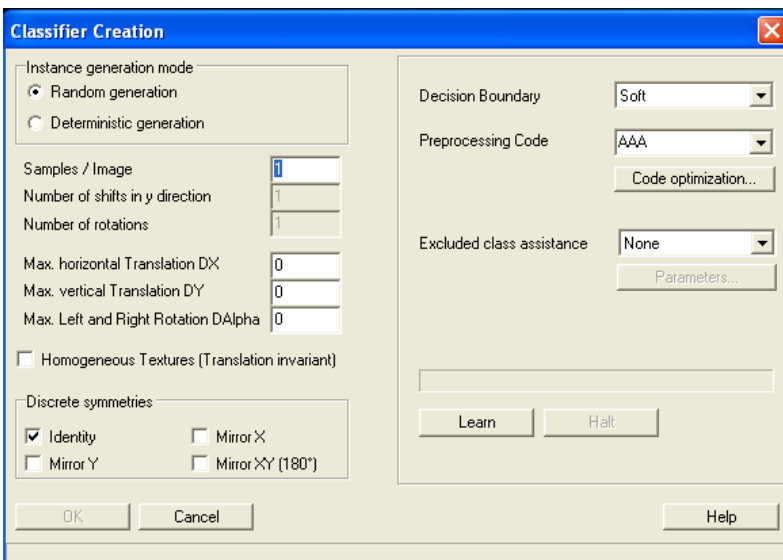 Classifier Creation
Instance generation mode
Random generation
Deterministic generation
Samples / Image 1
Number of shifts in y direction 1
Number of rotations 1
Max. horizontal Translation DX 0
Max. vertical Translation DY 0
Max. Left and Right Rotation DAlpha 0
Homogeneous Textures (Translation invariant)
Discrete symmetries
Identity Mirror X
Mirror Y Mirror XY (180°)
OK Cancel
Decision Boundary Soft
Preprocessing Code AAA
Code optimization...
Excluded class assistance None
Parameters...
Learn Halt
Help